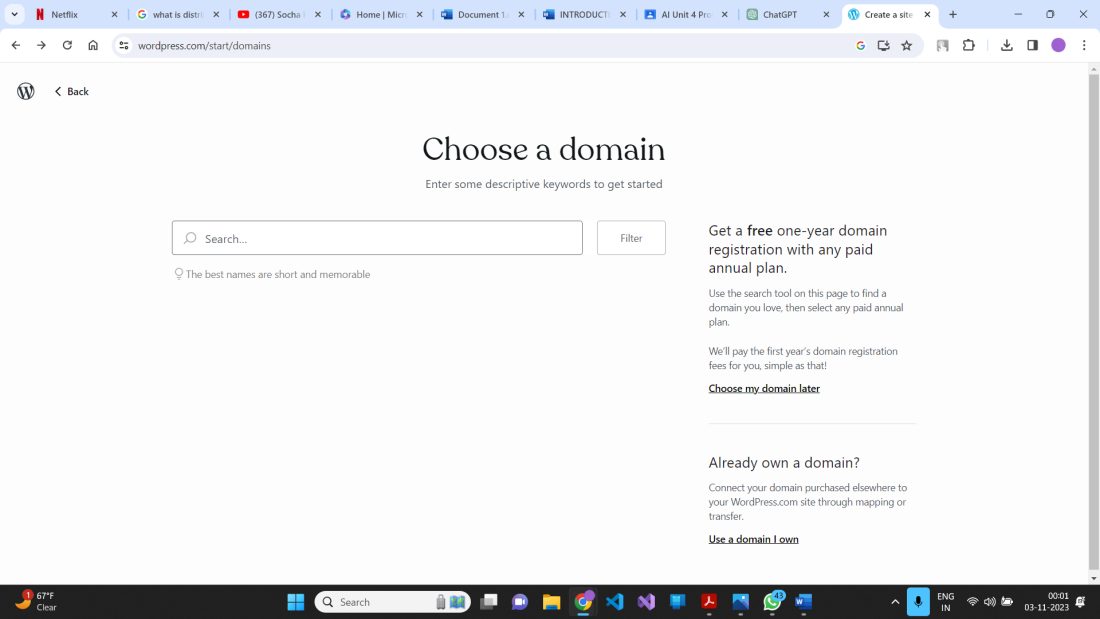 Netflix
what is distri
(367) Socha
Home | Micr
Document 1
INTRODUCTI
AI Unit 4 Pro
ChatGPT
Create a site
wordpress.com/start/domains
Back
Choose a domain
Enter some descriptive keywords to get started
Search...
Filter
The best names are short and memorable
Get a free one-year domain
registration with any paid
annual plan.
Use the search tool on this page to find a
domain you love, then select any paid annual
plan.
We'll pay the first year's domain registration
fees for you, simple as that!
Choose my domain later
Already own a domain?
Connect your domain purchased elsewhere to
your WordPress.com site through mapping or
transfer.
Use a domain I own
1
67°F
Clear
Search
43
ENG
IN
00:01
03-11-2023